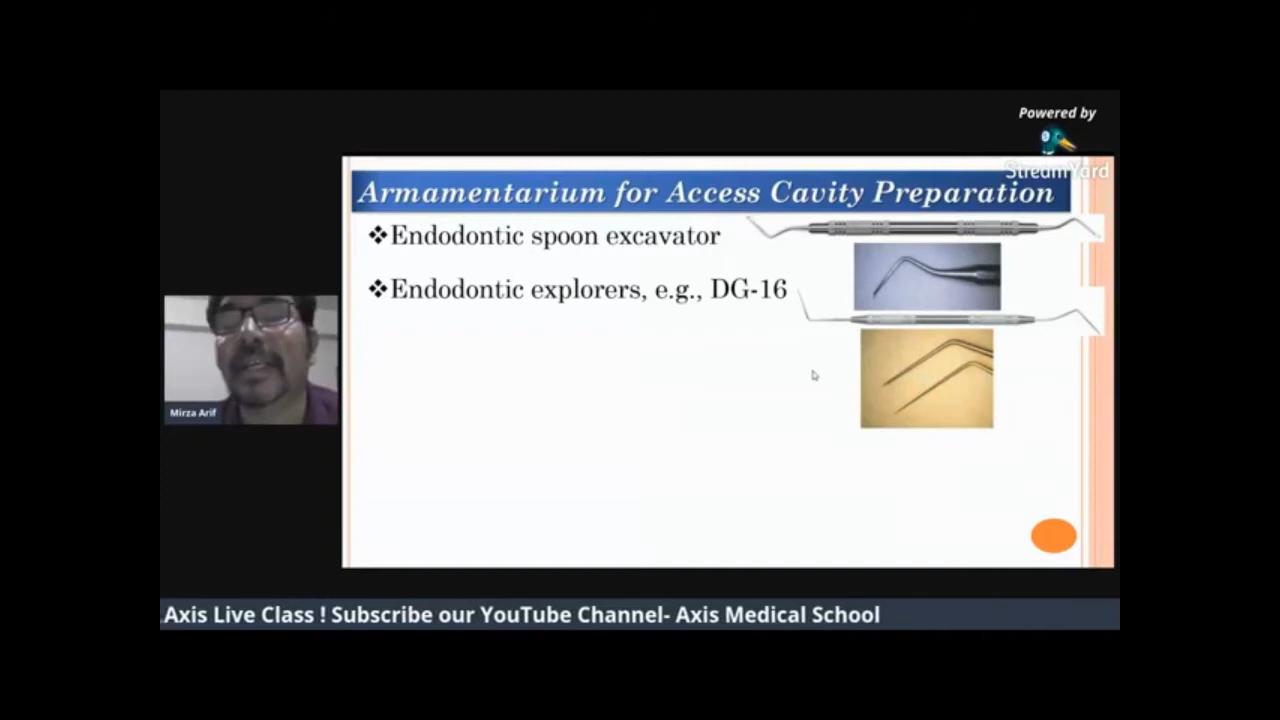 Powered by
StreamYard
Armamentarium for Access Cavity Preparation
❖Endodontic spoon excavator
❖Endodontic explorers, e.g., DG-16
Mirza Arif
.Axis Live Class ! Subscribe our YouTube Channel- Axis Medical School